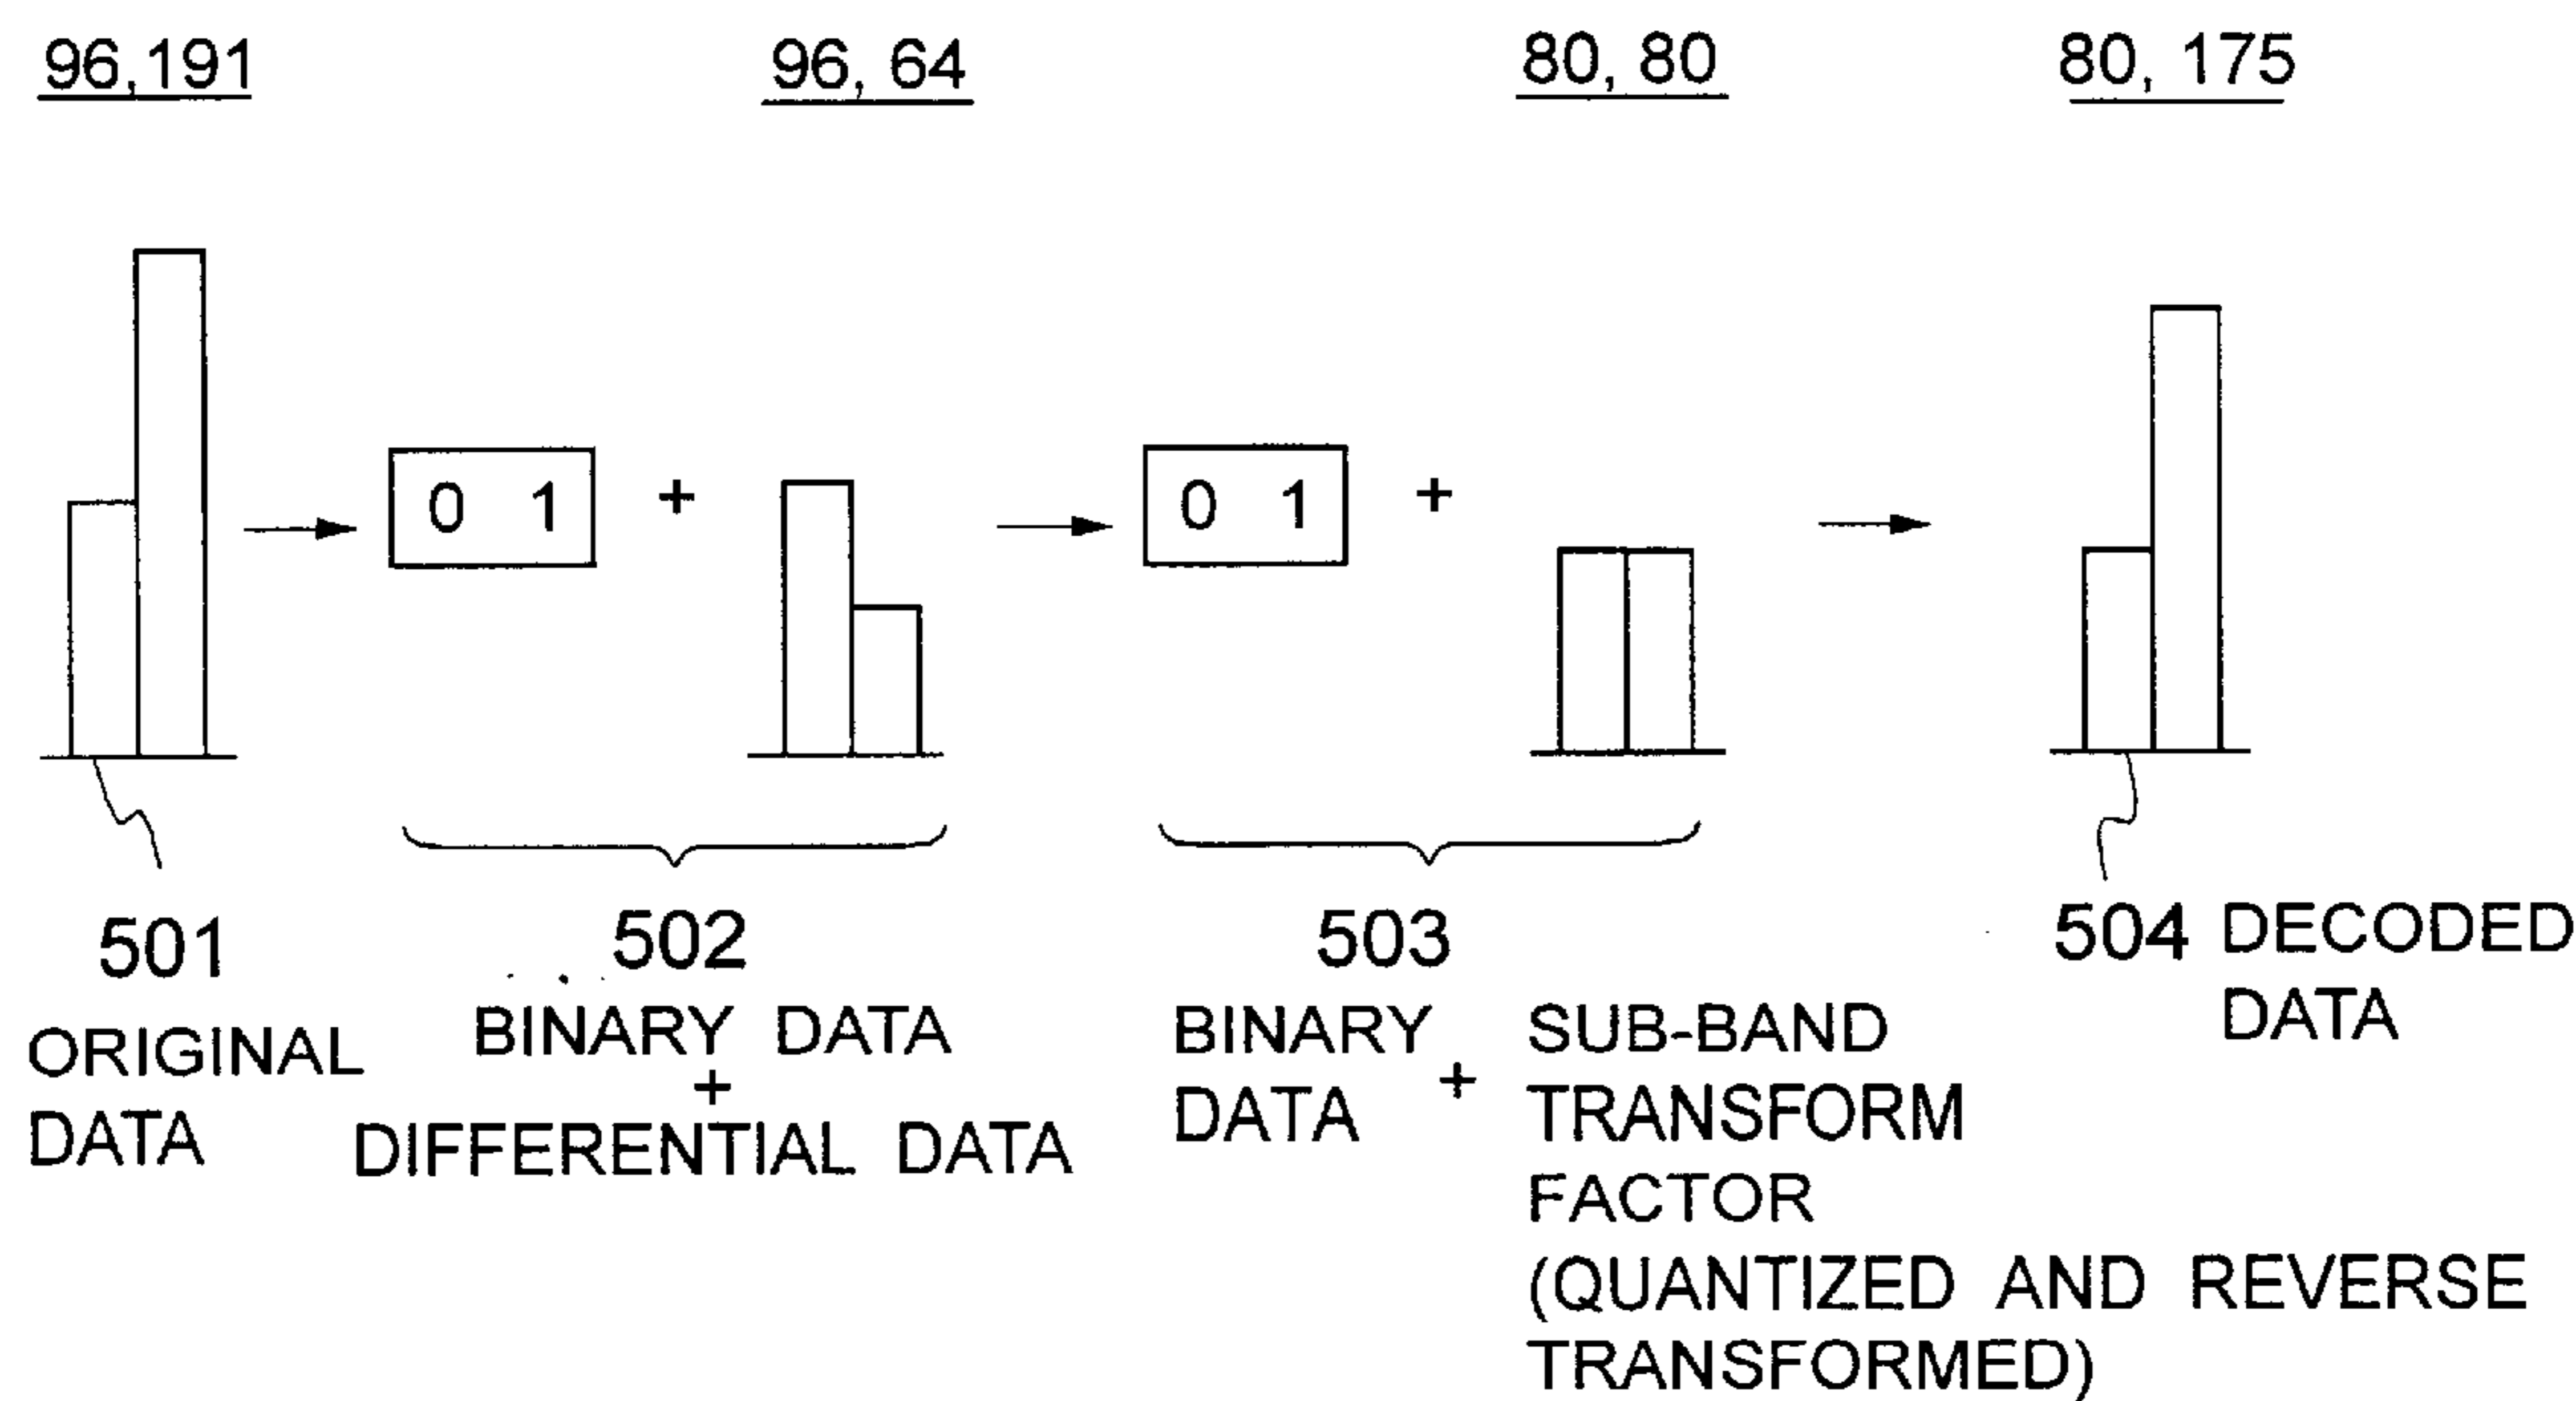 96,191
96, 64
80, 80
80, 175
0 1
+
0 1
+
501
ORIGINAL
DATA
502
BINARY DATA
+
DIFFERENTIAL DATA
503
BINARY
DATA
+
SUB-BAND
TRANSFORM
FACTOR
(QUANTIZED AND REVERSE
TRANSFORMED)
504 DECODED
DATA